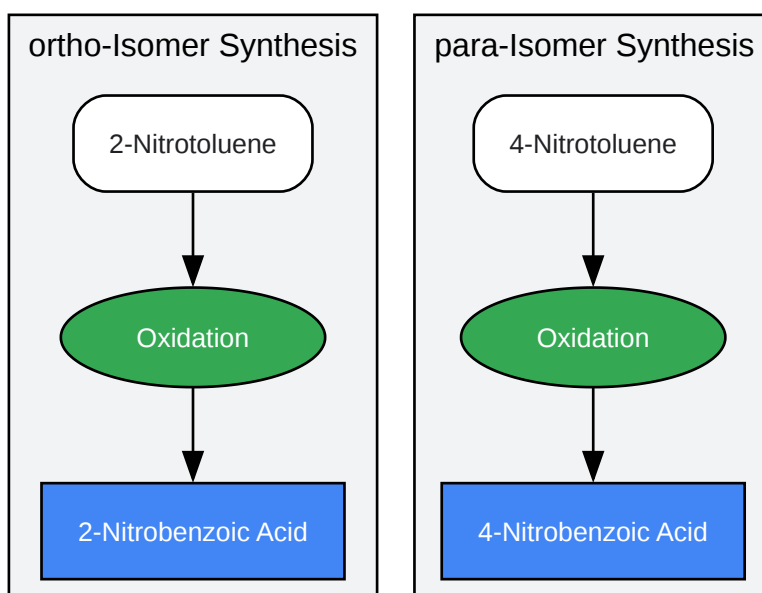 ortho-Isomer Synthesis
2-Nitrotoluene
Oxidation
2-Nitrobenzoic Acid
para-Isomer Synthesis
4-Nitrotoluene
Oxidation
4-Nitrobenzoic Acid